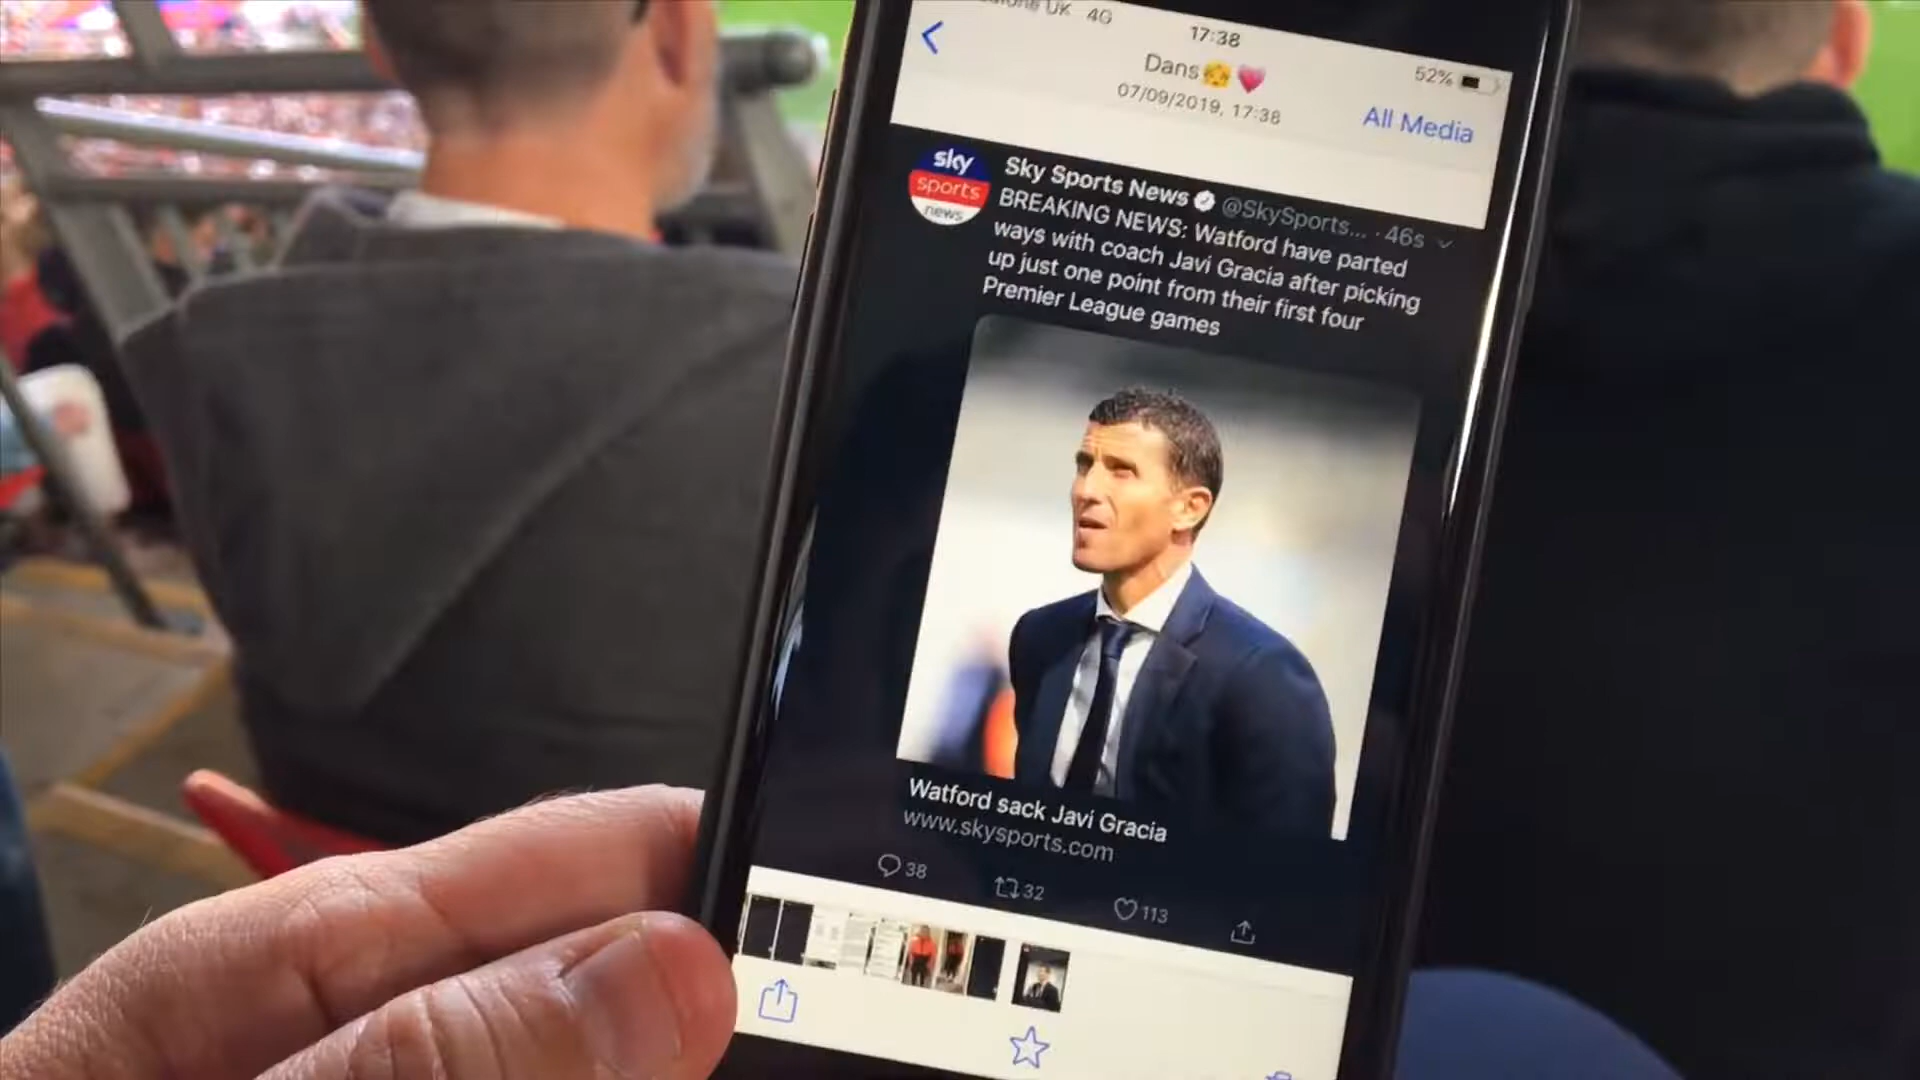 UK 4G
17:38
52%
Dans
07/09/2019, 17:38
All Media
sky
sports
news
Sky Sports News @SkySports... · 46s
BREAKING NEWS: Watford have parted
ways with coach Javi Gracia after picking
up just one point from their first four
Premier League games
Watford sack Javi Gracia
www.skysports.com
38
32
113